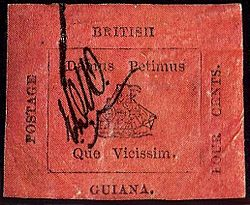 BRITISH
POSTAGE
Damus Petimus
Que Vicissim.
FOUR CENTS.
GUIANA.